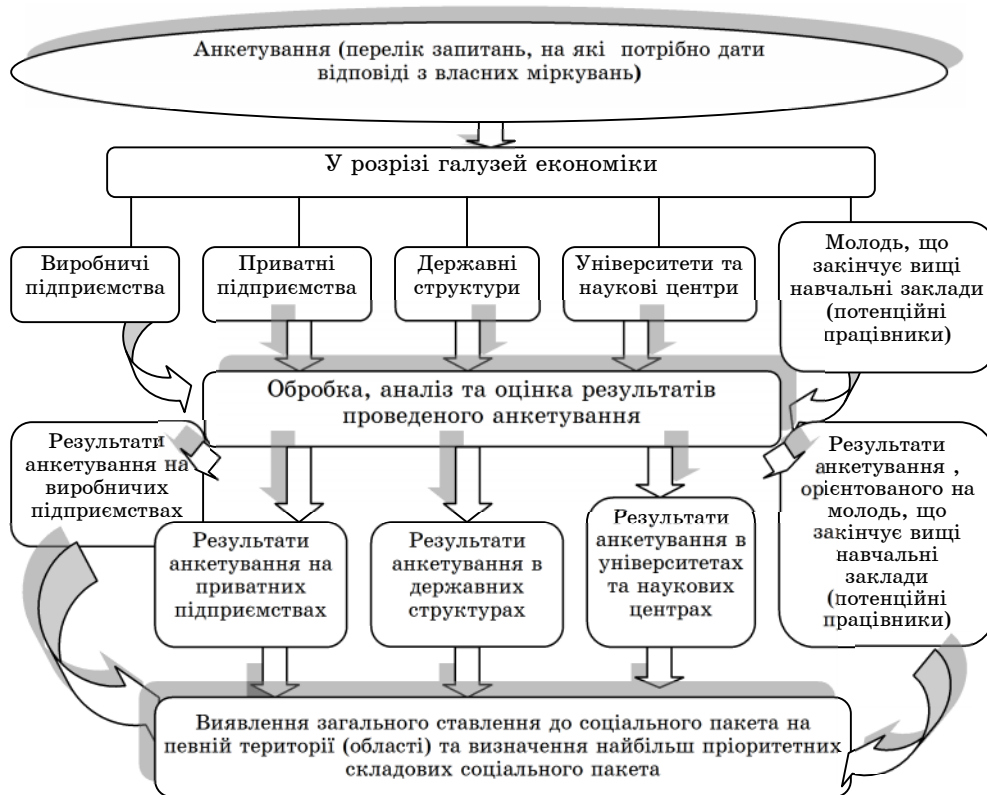 Анкетування (перелік запитань, на які потрібно дати
відповіді з власних міркувань)
У розрізі галузей економіки
Виробничі
підприємства
Приватні
підприємства
Державні
структури
Університети та
наукові центри
Молодь, що
закінчує вищі
навчальні заклади
(потенційні
працівники)
Обробка, аналіз та оцінка результатів
проведеного анкетування
Результати
анкетування на
виробничих
підприємствах
Результати
анкетування на
приватних
підприємствах
Результати
анкетування в
державних
структурах
Результати
анкетування в
університетах
та наукових
центрах
Результати
анкетування ,
орієнтованого на
молодь, що
закінчує вищі
навчальні
заклади
(потенційні
працівники)
Виявлення загального ставлення до соціального пакета на
певній території (області) та визначення найбільш пріоритетних
складових соціального пакета